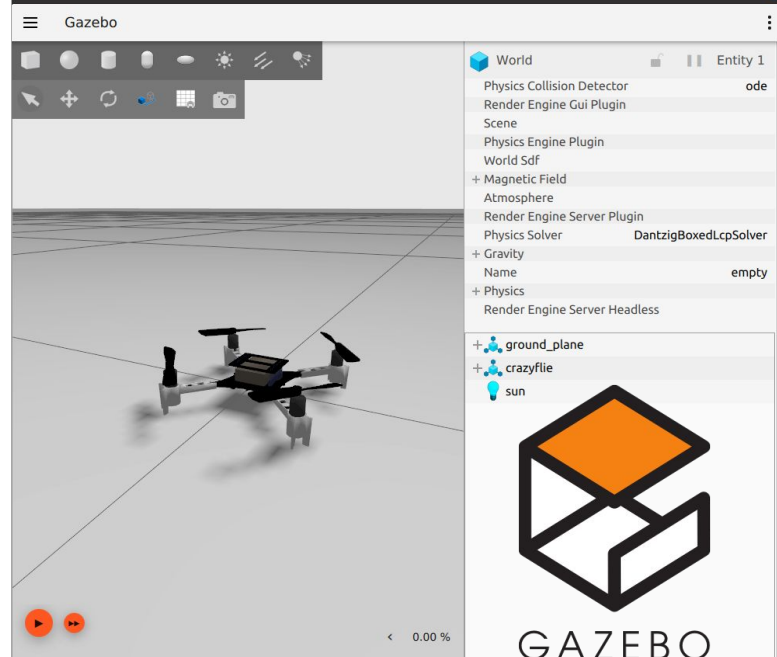 Gazebo
World
Entity 1
Physics Collision Detector ode
Render Engine Gui Plugin
Scene
Physics Engine Plugin
World Sdf
+ Magnetic Field
Atmosphere
Render Engine Server Plugin
Physics Solver DantzigBoxedLcpSolver
+ Gravity
Name empty
+ Physics
Render Engine Server Headless
+ ground_plane
+ crazyflie
sun
< 0.00 %
GAZEBO